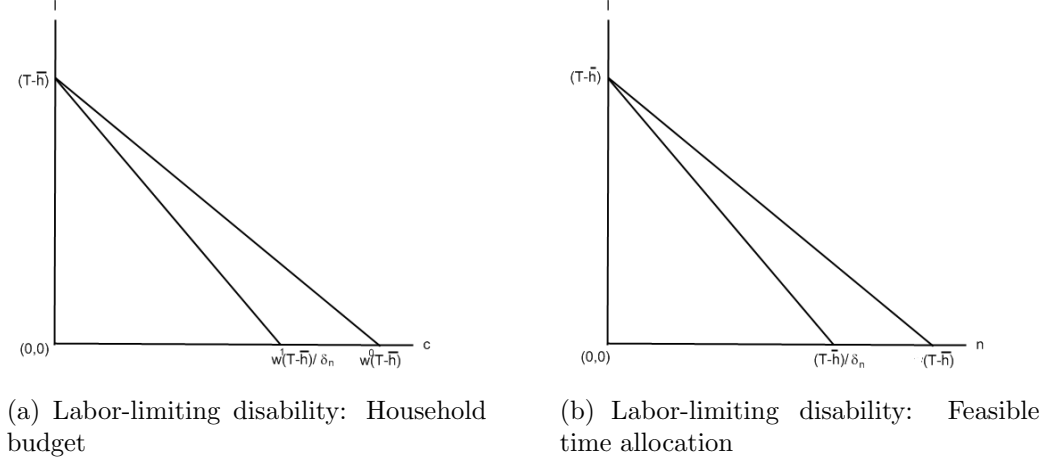 l
(T-h̅)
(0,0)
c
w¹(T-h̅)/ δₙ
w⁰(T-h̅)
(a) Labor-limiting disability: Household
budget
l
(T-h̅)
(0,0)
n
(T-h̅)/δₙ
(T-h̅)
(b) Labor-limiting disability: Feasible
time allocation